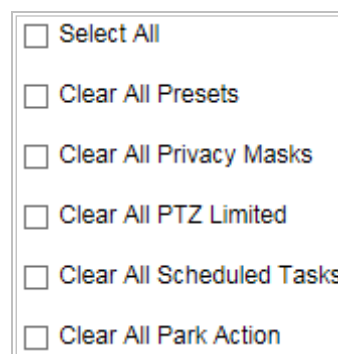 Select All
Clear All Presets
Clear All Privacy Masks
Clear All PTZ Limited
Clear All Scheduled Tasks
Clear All Park Action